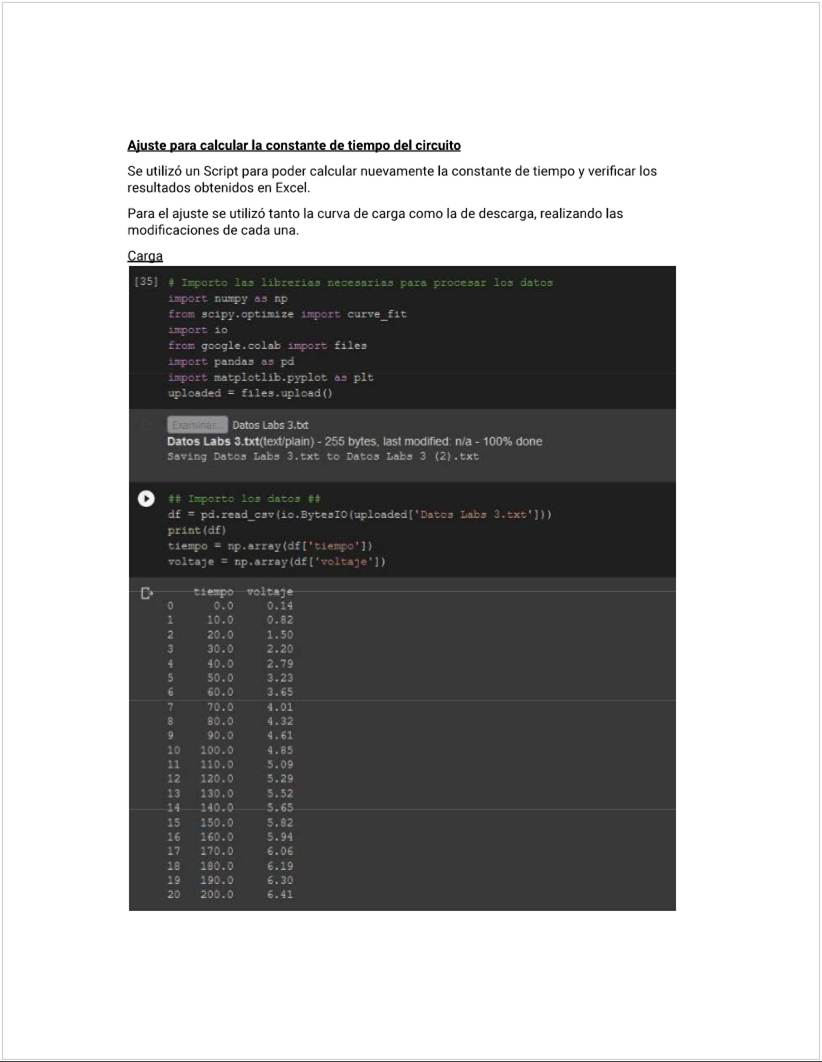 Ajuste para calcular la constante de tiempo del circuito
Se utilizó un Script para poder calcular nuevamente la constante de tiempo y verificar los
resultados obtenidos en Excel.
Para el ajuste se utilizó tanto la curva de carga como la de descarga, realizando las
modificaciones de cada una.
Carga
[35] # Importo las librerias necesarias para procesar los datos
import numpy as np
from scipy.optimize import curve_fit
import io
from google.colab import files
import pandas as pd
import matplotlib.pyplot as plt
uploaded = files.upload()
Examinar... Datos Labs 3.txt
Datos Labs 3.txt(text/plain) - 255 bytes, last modified: n/a - 100% done
Saving Datos Labs 3.txt to Datos Labs 3 (2).txt
## Importo los datos ##
df = pd.read_csv(io.BytesIO(uploaded['Datos Labs 3.txt']))
print(df)
tiempo = np.array(df['tiempo'])
voltaje = np.array(df['voltaje'])
tiempo voltaje
0 0.0 0.14
1 10.0 0.82
2 20.0 1.50
3 30.0 2.20
4 40.0 2.79
5 50.0 3.23
6 60.0 3.65
7 70.0 4.01
8 80.0 4.32
9 90.0 4.61
10 100.0 4.85
11 110.0 5.09
12 120.0 5.29
13 130.0 5.52
14 140.0 5.65
15 150.0 5.82
16 160.0 5.94
17 170.0 6.06
18 180.0 6.19
19 190.0 6.30
20 200.0 6.41